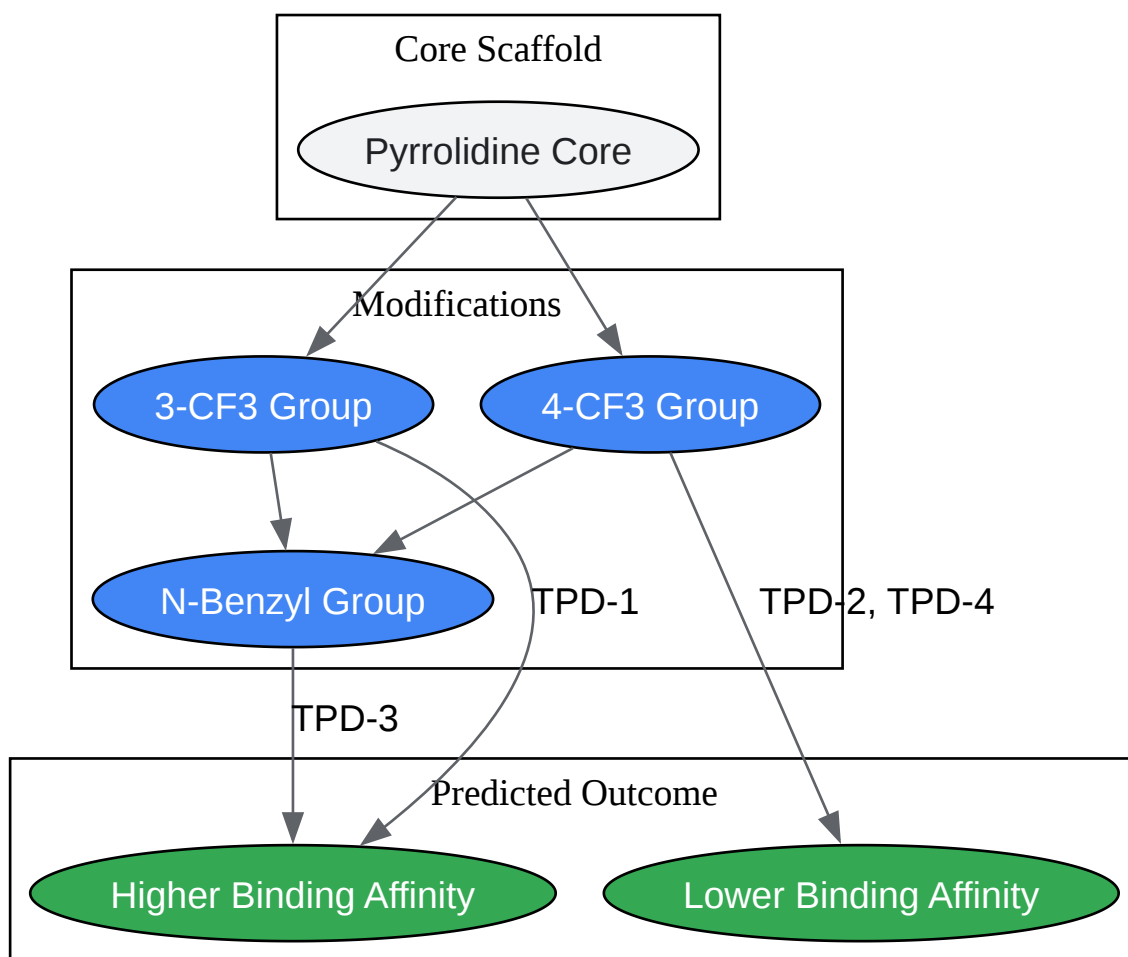 Core Scaffold
Pyrrolidine Core
Modifications
3-CF3 Group
4-CF3 Group
N-Benzyl Group
TPD-1
TPD-2, TPD-4
TPD-3
Predicted Outcome
Higher Binding Affinity
Lower Binding Affinity